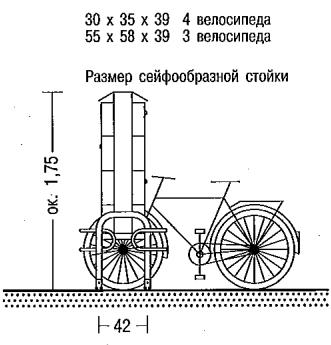 30 x 35 x 39 4 велосипеда
55 x 58 x 39 3 велосипеда
Размер сейфообразной стойки
ок. 1,75
42